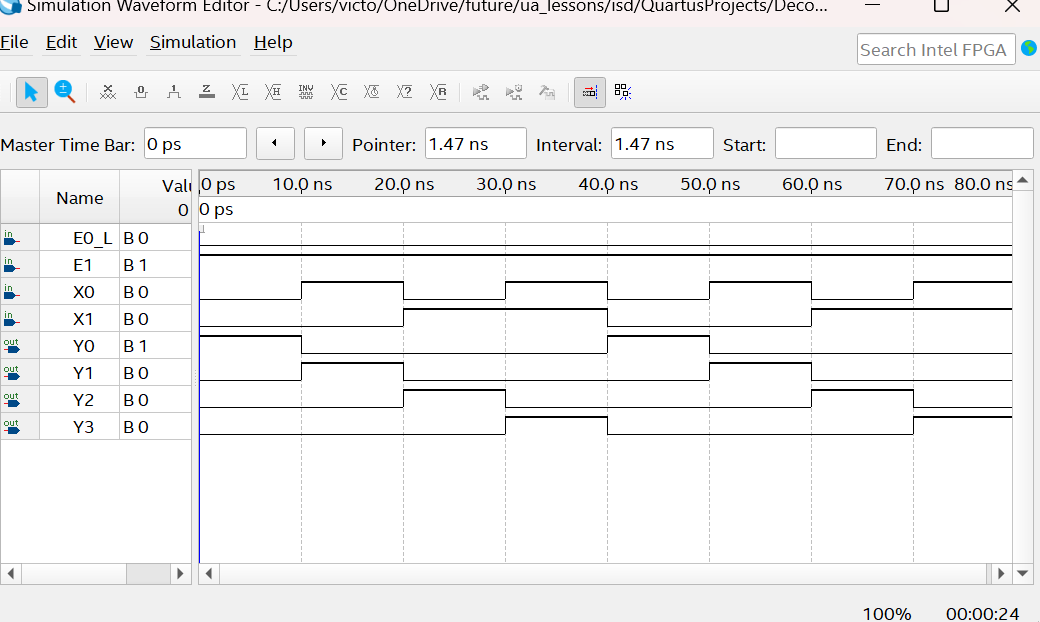 Simulation Waveform Editor - C:/Users/victo/OneDrive/future/ua_lessons/isd/QuartusProjects/Deco...
File Edit View Simulation Help
Search Intel FPGA
Master Time Bar: 0 ps Pointer: 1.47 ns Interval: 1.47 ns Start: End:
Name Valu 0 ps 10.0 ns 20.0 ns 30.0 ns 40.0 ns 50.0 ns 60.0 ns 70.0 ns 80.0 ns
0 0 ps
in E0_L B 0
in E1 B 1
in X0 B 0
in X1 B 0
out Y0 B 1
out Y1 B 0
out Y2 B 0
out Y3 B 0
100% 00:00:24